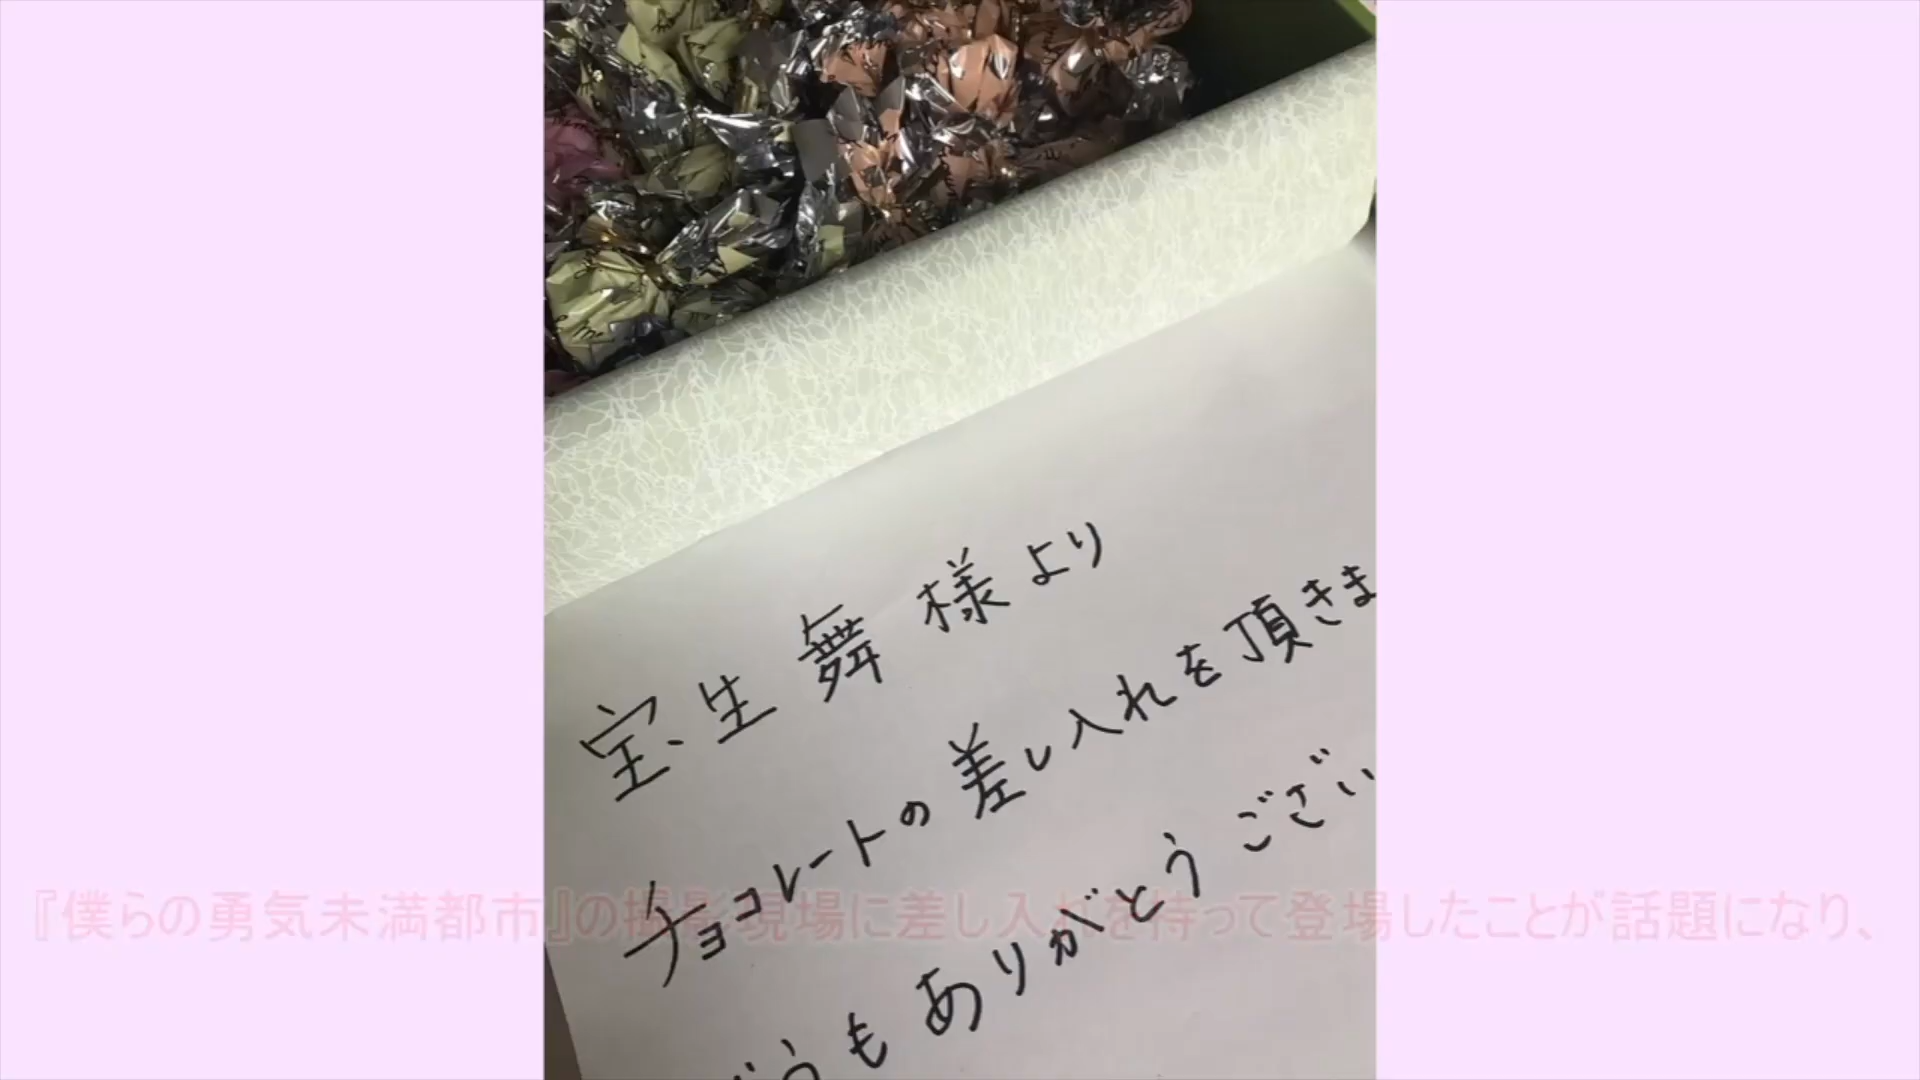 宝生舞様より
チョコレートの差し入れを頂きま
どうもありがとうござい
『僕らの勇気未満都市』の撮影現場に差し入れを持って登場したことが話題になり、